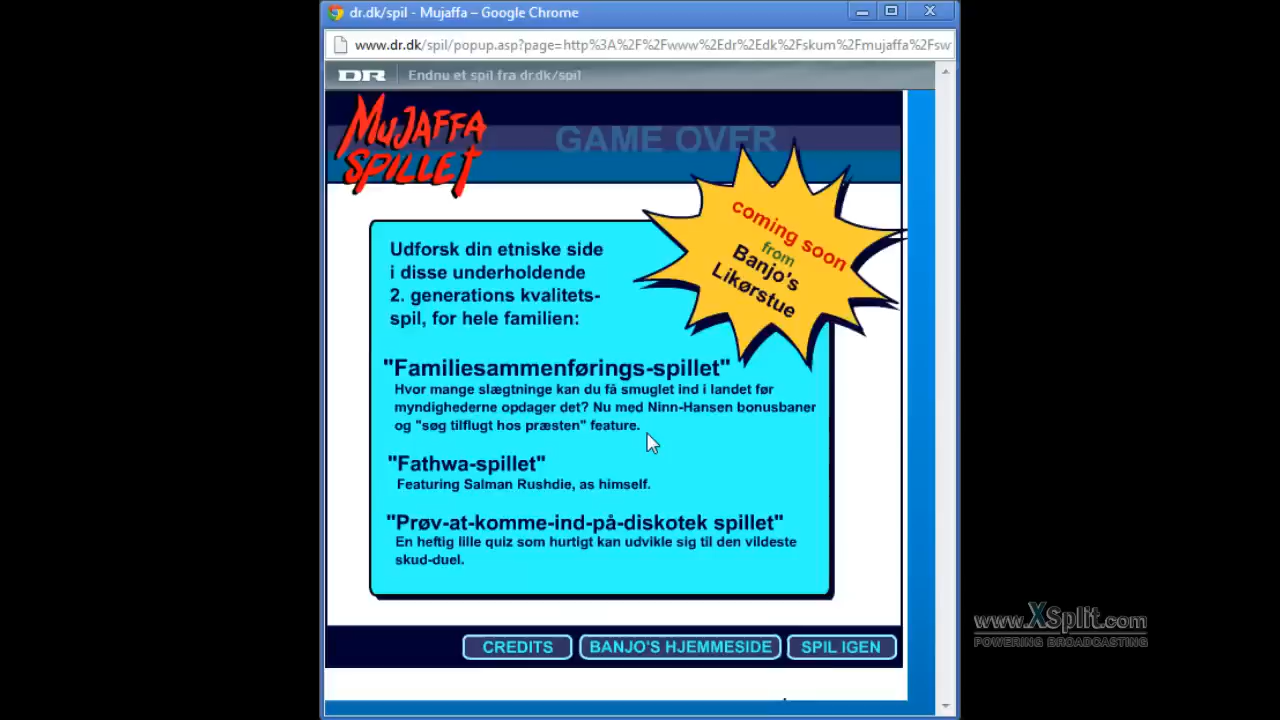 dr.dk/spil - Mujaffa – Google Chrome
www.dr.dk/spil/popup.asp?page=http%3A%2F%2Fwww%2Edr%2Edk%2Fskum%2Fmujaffa%2Fsw
DR Endnu et spil fra dr.dk/spil
MUJAFFA
SPILLET
GAME OVER
coming soon
from
Banjo's
Likørstue
Udforsk din etniske side
i disse underholdende
2. generations kvalitets-
spil, for hele familien:
"Familiesammenførings-spillet"
Hvor mange slægtninge kan du få smuglet ind i landet før
myndighederne opdager det? Nu med Ninn-Hansen bonusbaner
og "søg tilflugt hos præsten" feature.
"Fathwa-spillet"
Featuring Salman Rushdie, as himself.
"Prøv-at-komme-ind-på-diskotek spillet"
En heftig lille quiz som hurtigt kan udvikle sig til den vildeste
skud-duel.
CREDITS
BANJO'S HJEMMESIDE
SPIL IGEN
www.XSplit.com
POWERING BROADCASTING